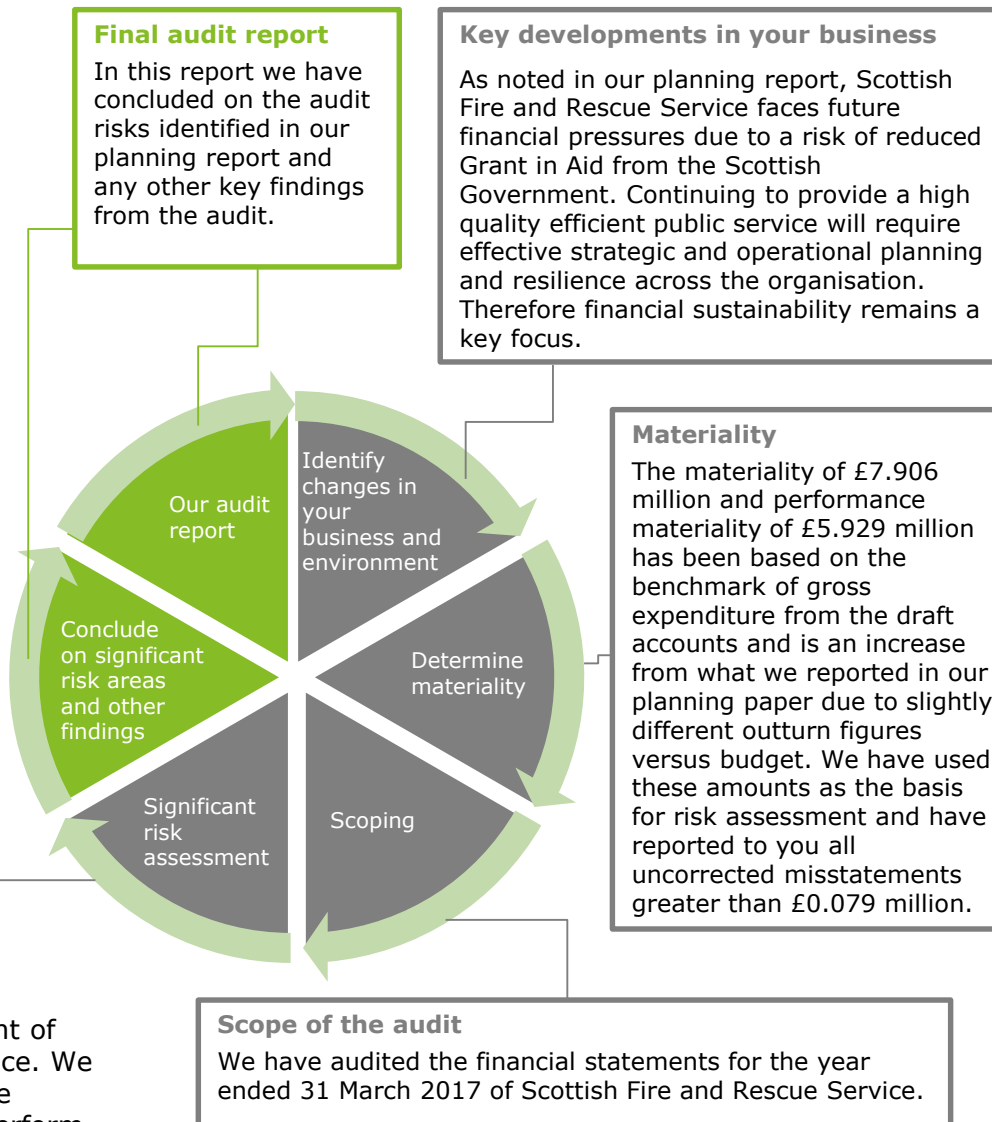 Final audit report
In this report we have
concluded on the audit
risks identified in our
planning report and
any other key findings
from the audit.
Key developments in your business
As noted in our planning report, Scottish
Fire and Rescue Service faces future
financial pressures due to a risk of reduced
Grant in Aid from the Scottish
Government. Continuing to provide a high
quality efficient public service will require
effective strategic and operational planning
and resilience across the organisation.
Therefore financial sustainability remains a
key focus.
Our audit
report
Identify
changes in
your
business and
environment
Conclude
on significant
risk areas
and other
findings
Determine
materiality
Significant
risk
assessment
Scoping
Materiality
The materiality of £7.906
million and performance
materiality of £5.929 million
has been based on the
benchmark of gross
expenditure from the draft
accounts and is an increase
from what we reported in our
planning paper due to slightly
different outturn figures
versus budget. We have used
these amounts as the basis
for risk assessment and have
reported to you all
uncorrected misstatements
greater than £0.079 million.
nt of
ce. We
e
Scope of the audit
We have audited the financial statements for the year
ended 31 March 2017 of Scottish Fire and Rescue Service.